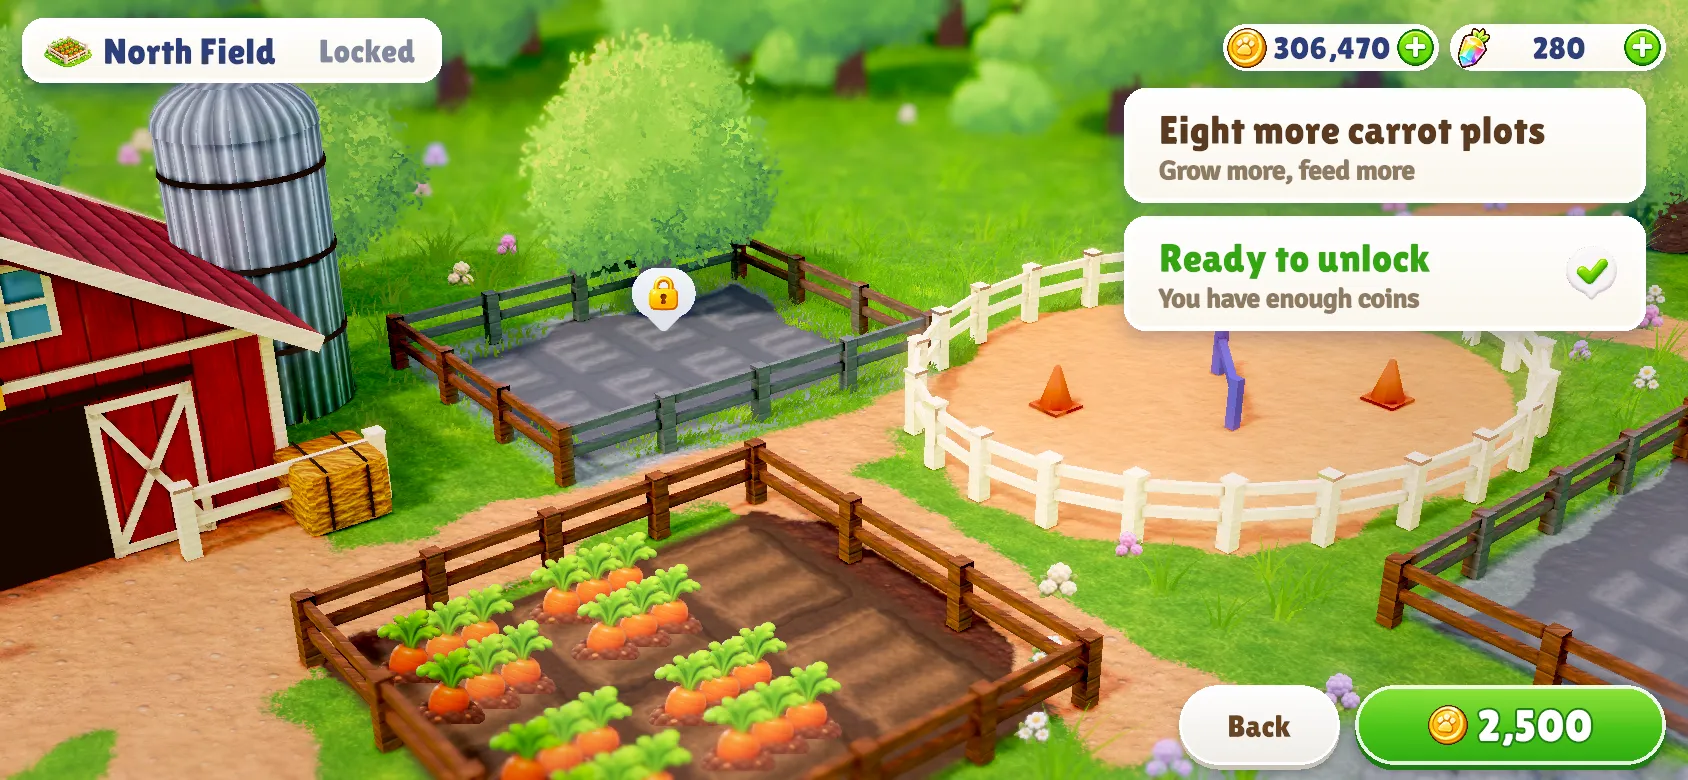 North Field Locked
306,470
280
Eight more carrot plots
Grow more, feed more
Ready to unlock
You have enough coins
Back
2,500